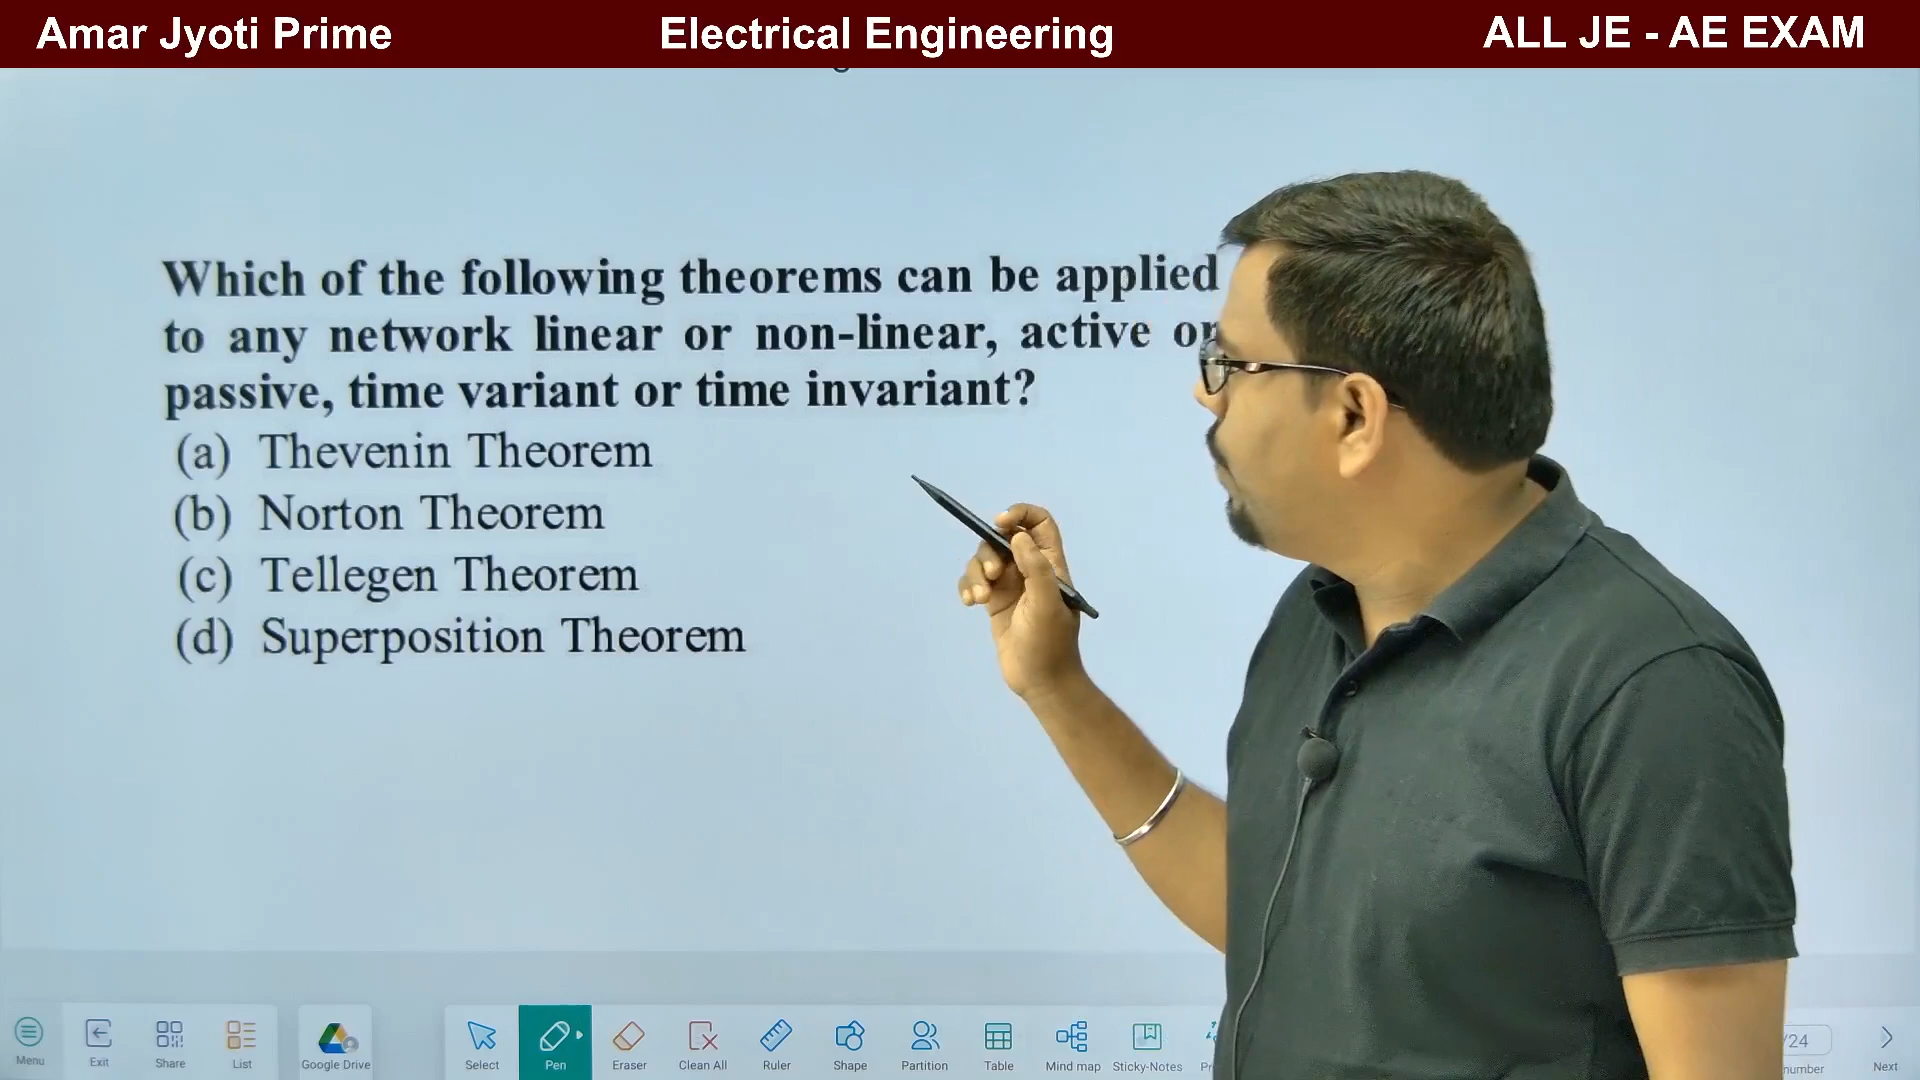 Amar Jyoti Prime Electrical Engineering ALL JE - AE EXAM
Which of the following theorems can be applied
to any network linear or non-linear, active or
passive, time variant or time invariant?
(a) Thevenin Theorem
(b) Norton Theorem
(c) Tellegen Theorem
(d) Superposition Theorem
/24
Menu Exit Share List Google Drive Select Pen Eraser Clean All Ruler Shape Partition Table Mind map Sticky-Notes number Next